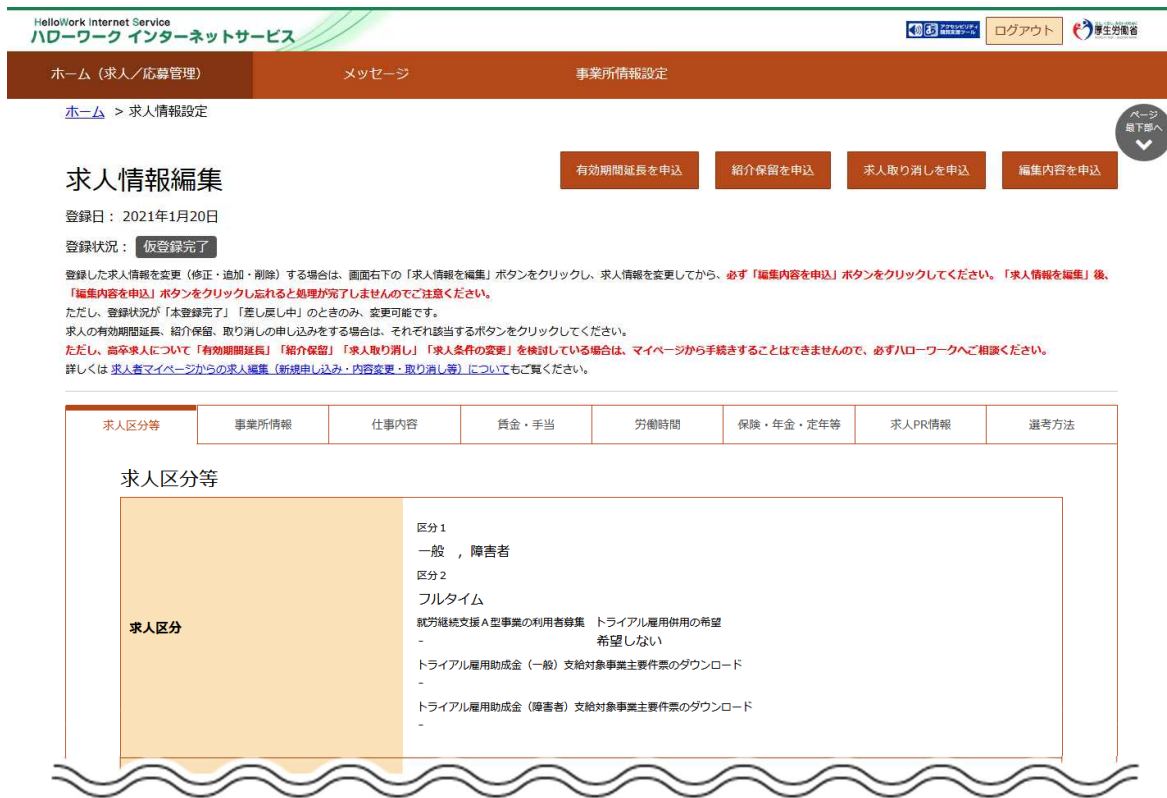 HelloWork Internet Service
ハローワーク インターネットサービス
ログアウト
厚生労働省
ホーム（求人／応募管理）
メッセージ
事業所情報設定
ホーム ＞ 求人情報設定
ページ
最下部へ
求人情報編集
有効期間延長を申込
紹介保留を申込
求人取り消しを申込
編集内容を申込
登録日： 2021年1月20日
登録状況： 仮登録完了
登録した求人情報を変更（修正・追加・削除）する場合は、画面右下の「求人情報を編集」ボタンをクリックし、求人情報を変更してから、必ず「編集内容を申込」ボタンをクリックしてください。「求人情報を編集」後、
「編集内容を申込」ボタンをクリックし忘れると処理が完了しませんのでご注意ください。
ただし、登録状況が「本登録完了」「差し戻し中」のときのみ、変更可能です。
求人の有効期間延長、紹介保留、取り消しの申し込みをする場合は、それぞれ該当するボタンをクリックしてください。
ただし、高卒求人について「有効期間延長」「紹介保留」「求人取り消し」「求人条件の変更」を検討している場合は、マイページから手続きすることはできませんので、必ずハローワークへご相談ください。
詳しくは 求人者マイページからの求人編集（新規申し込み・内容変更・取り消し等）についてもご覧ください。
求人区分等
事業所情報
仕事内容
賃金・手当
労働時間
保険・年金・定年等
求人PR情報
選考方法
求人区分等
求人区分
区分１
一般 ，障害者
区分２
フルタイム
就労継続支援Ａ型事業の利用者募集 トライアル雇用併用の希望
- 希望しない
トライアル雇用助成金（一般）支給対象事業主要件票のダウンロード
-
トライアル雇用助成金（障害者）支給対象事業主要件票のダウンロード
-